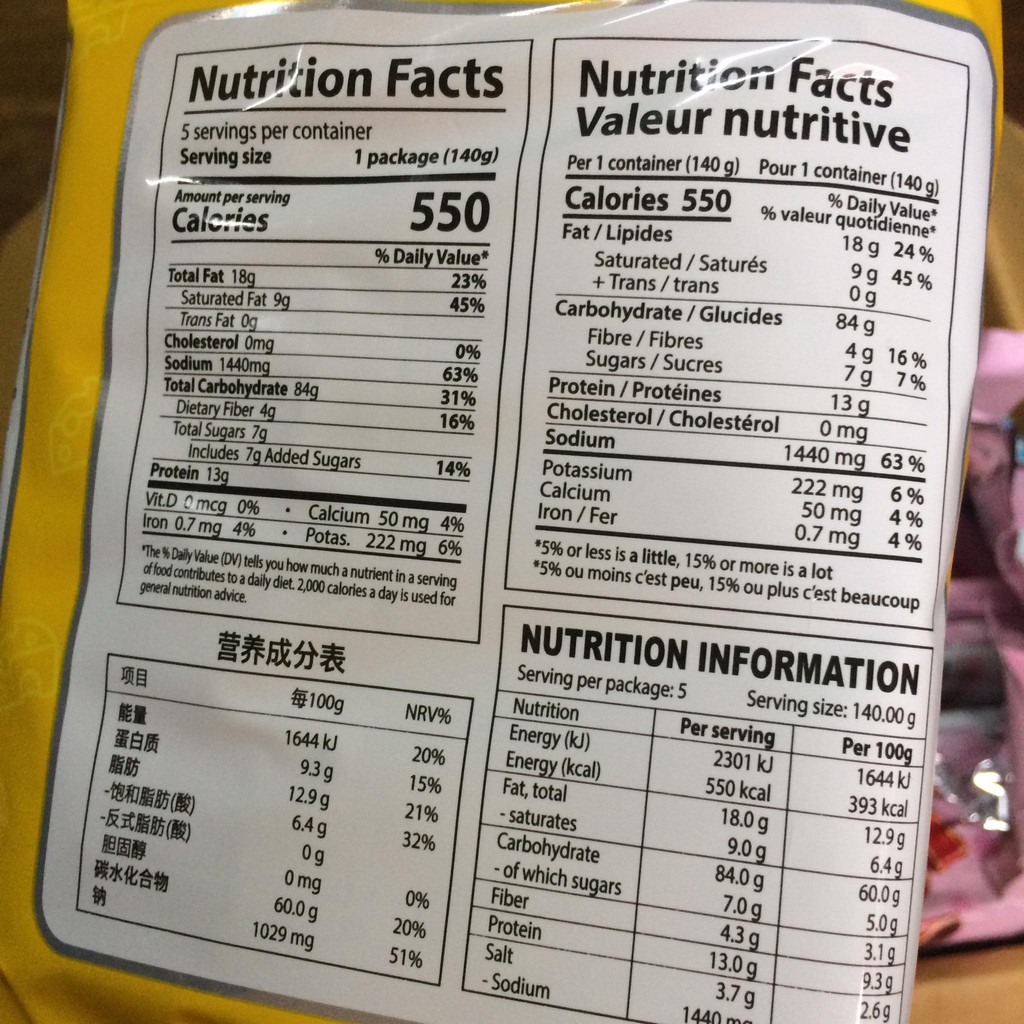 Nutrition Facts
5 servings per container
Serving size 1 package (140g)
Amount per serving
Calories 550
% Daily Value*
Total Fat 18g 23%
Saturated Fat 9g 45%
Trans Fat 0g
Cholesterol 0mg 0%
Sodium 1440mg 63%
Total Carbohydrate 84g 31%
Dietary Fiber 4g 16%
Total Sugars 7g
Includes 7g Added Sugars 14%
Protein 13g
Vit.D 0 mcg 0% • Calcium 50 mg 4%
Iron 0.7 mg 4% • Potas. 222 mg 6%
*The % Daily Value (DV) tells you how much a nutrient in a serving
of food contributes to a daily diet. 2,000 calories a day is used for
general nutrition advice.
Nutrition Facts
Valeur nutritive
Per 1 container (140 g) Pour 1 container (140 g)
Calories 550
% Daily Value*
% valeur quotidienne*
Fat / Lipides 18 g 24 %
Saturated / Saturés 9 g 45 %
+ Trans / trans 0 g
Carbohydrate / Glucides 84 g
Fibre / Fibres 4 g 16 %
Sugars / Sucres 7 g 7 %
Protein / Protéines 13 g
Cholesterol / Cholestérol 0 mg
Sodium 1440 mg 63 %
Potassium 222 mg 6 %
Calcium 50 mg 4 %
Iron / Fer 0.7 mg 4 %
*5% or less is a little, 15% or more is a lot
*5% ou moins c'est peu, 15% ou plus c'est beaucoup
营养成分表
项目 每100g NRV%
能量 1644 kJ 20%
蛋白质 9.3 g 15%
脂肪 12.9 g 21%
-饱和脂肪(酸) 6.4 g 32%
-反式脂肪(酸) 0 g
胆固醇 0 mg 0%
碳水化合物 60.0 g 20%
钠 1029 mg 51%
NUTRITION INFORMATION
Serving per package: 5 Serving size: 140.00 g
Nutrition Per serving Per 100g
Energy (kJ) 2301 kJ 1644 kJ
Energy (kcal) 550 kcal 393 kcal
Fat, total 18.0 g 12.9 g
- saturates 9.0 g 6.4 g
Carbohydrate 84.0 g 60.0 g
- of which sugars 7.0 g 5.0 g
Fiber 4.3 g 3.1 g
Protein 13.0 g 9.3 g
Salt 3.7 g 2.6 g
- Sodium 1440 mg